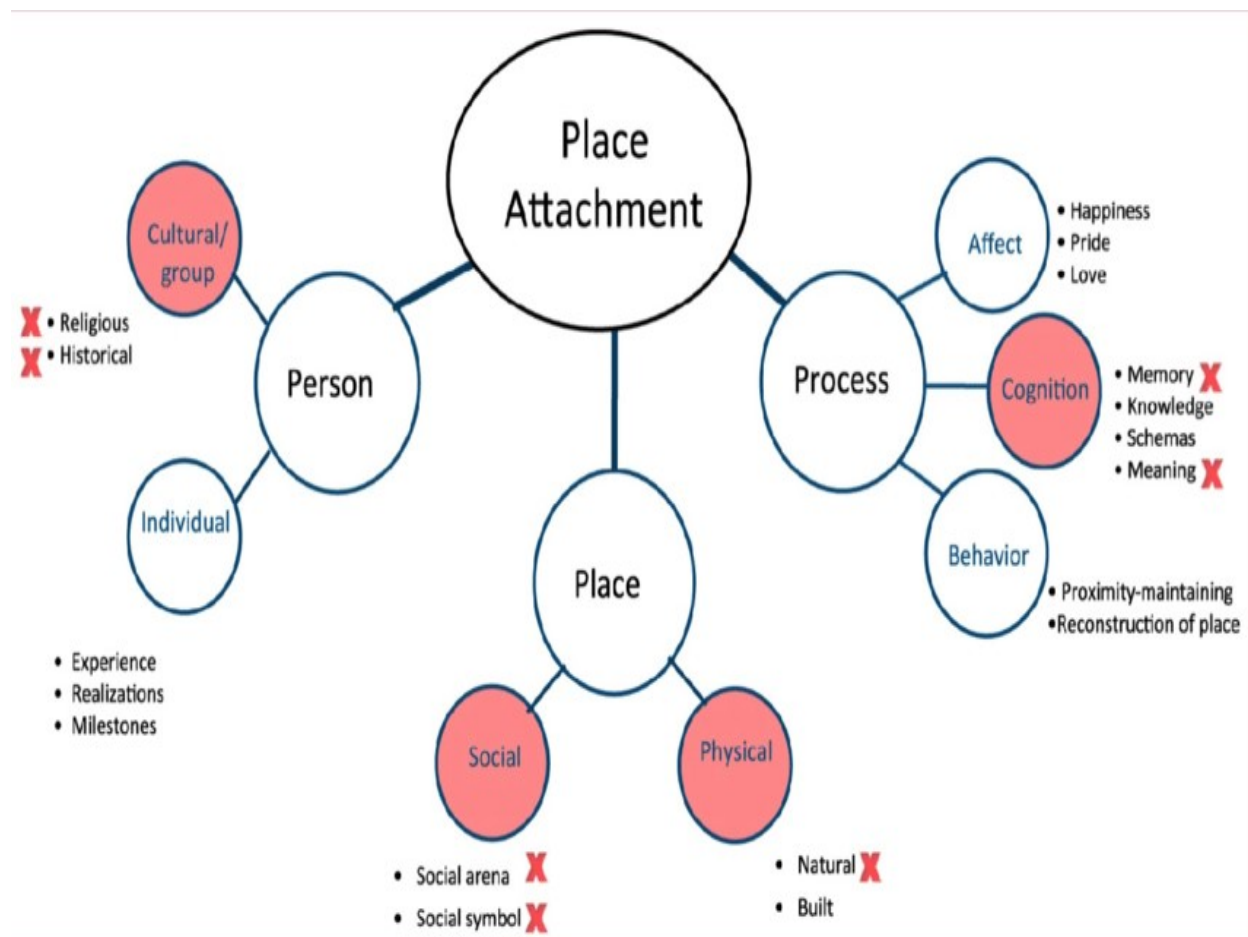 Place
Attachment
Cultural/
group
• Religious
• Historical
Person
Individual
• Experience
• Realizations
• Milestones
Place
Social
• Social arena
• Social symbol
Physical
• Natural
• Built
Process
Affect
• Happiness
• Pride
• Love
Cognition
• Memory
• Knowledge
• Schemas
• Meaning
Behavior
• Proximity-maintaining
•Reconstruction of place